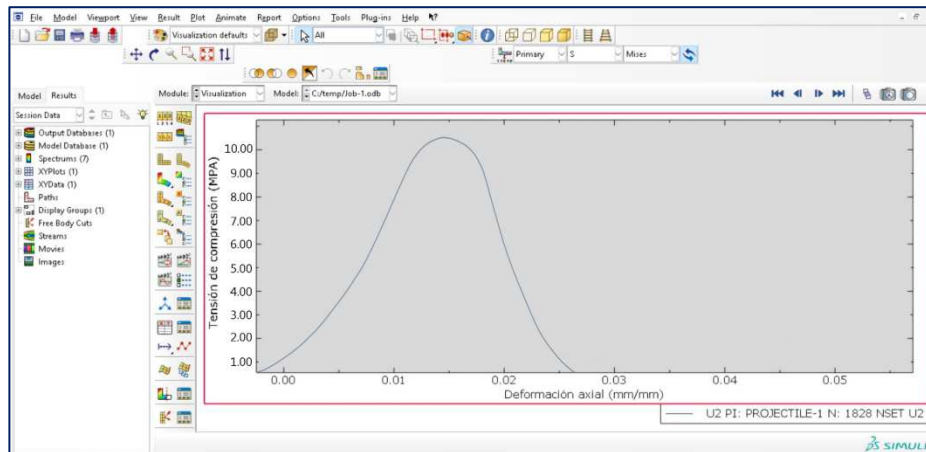 File Model Viewport View Result Plot Animate Report Options Tools Plug-ins Help
Visualization defaults All
Primary S Mises
Model Results Module: Visualization Model: C:/temp/Job-1.odb
Session Data
Output Databases (1)
Model Database (1)
Spectrums (7)
XYPlots (1)
XYData (1)
Paths
Display Groups (1)
Free Body Cuts
Streams
Movies
Images
Tensión de compresión (MPA)
10.00
9.00
8.00
7.00
6.00
5.00
4.00
3.00
2.00
1.00
0.00 0.01 0.02 0.03 0.04 0.05
Deformación axial (mm/mm)
U2 PI: PROJECTILE-1 N: 1828 NSET U2
SIMULI